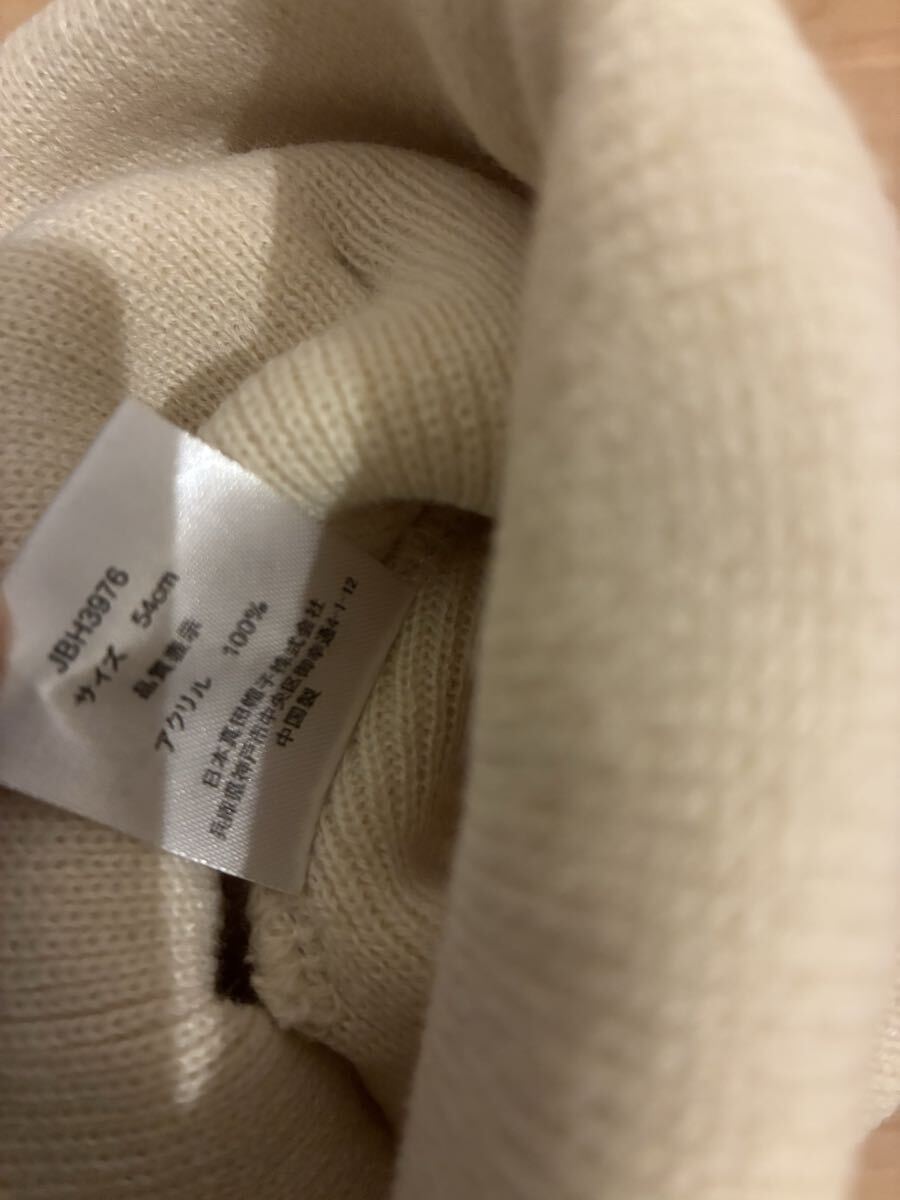 JBH3976
サイズ 54cm
品質表示
アクリル 100%
日本真田帽子株式会社
兵庫県神戸市中央区御幸通4-1-12
中国製